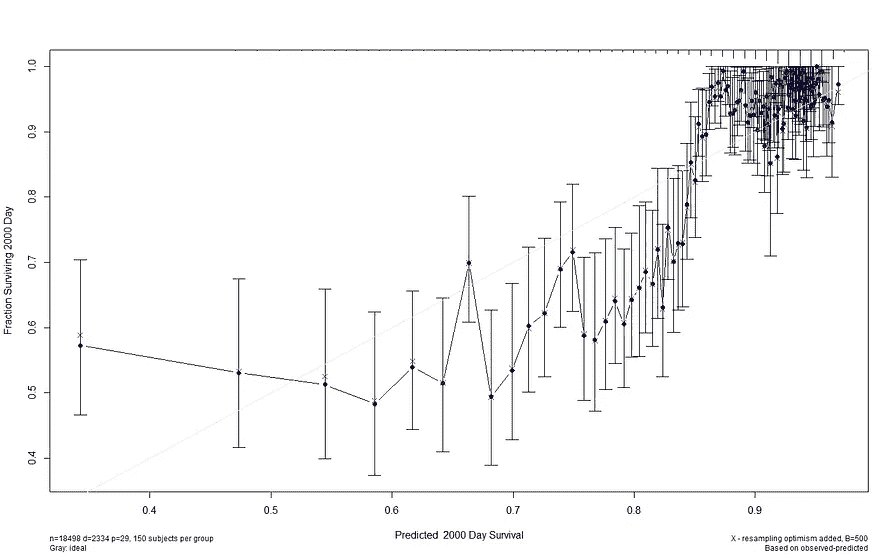 1.0
0.9
0.8
0.7
0.6
0.5
0.4
Fraction Surviving 2000 Day
0.4 0.5 0.6 0.7 0.8 0.9
Predicted 2000 Day Survival
n=18498 d=2334 p=29, 150 subjects per group
Gray: ideal
X - resampling optimism added, B=500
Based on observed-predicted